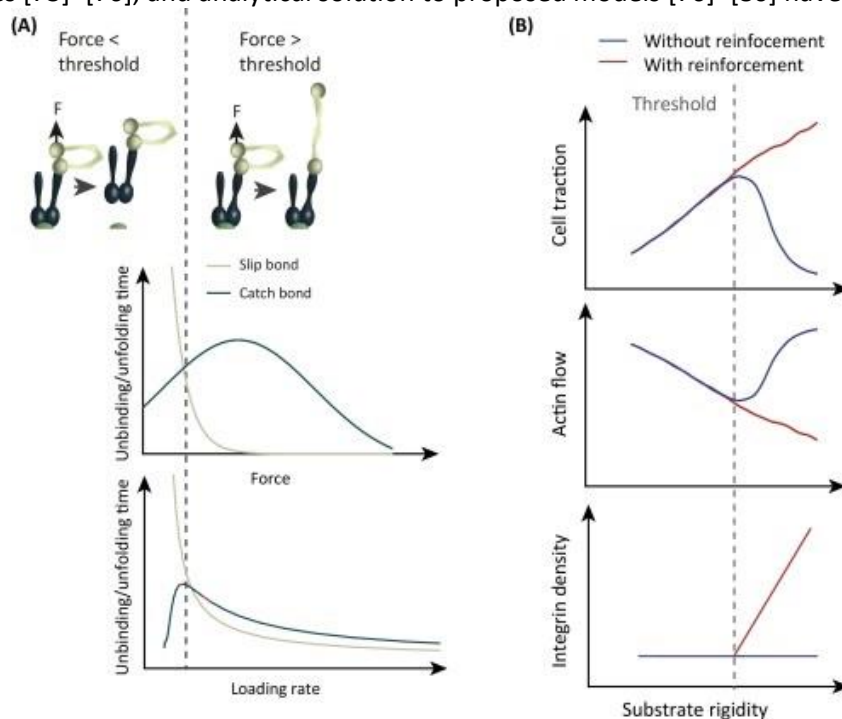 (A)
Force <
threshold
Force >
threshold
F
F
Slip bond
Catch bond
Unbinding/unfolding time
Force
Unbinding/unfolding time
Loading rate
(B)
Without reinfocement
With reinforcement
Threshold
Cell traction
Actin flow
Integrin density
Substrate rigidity